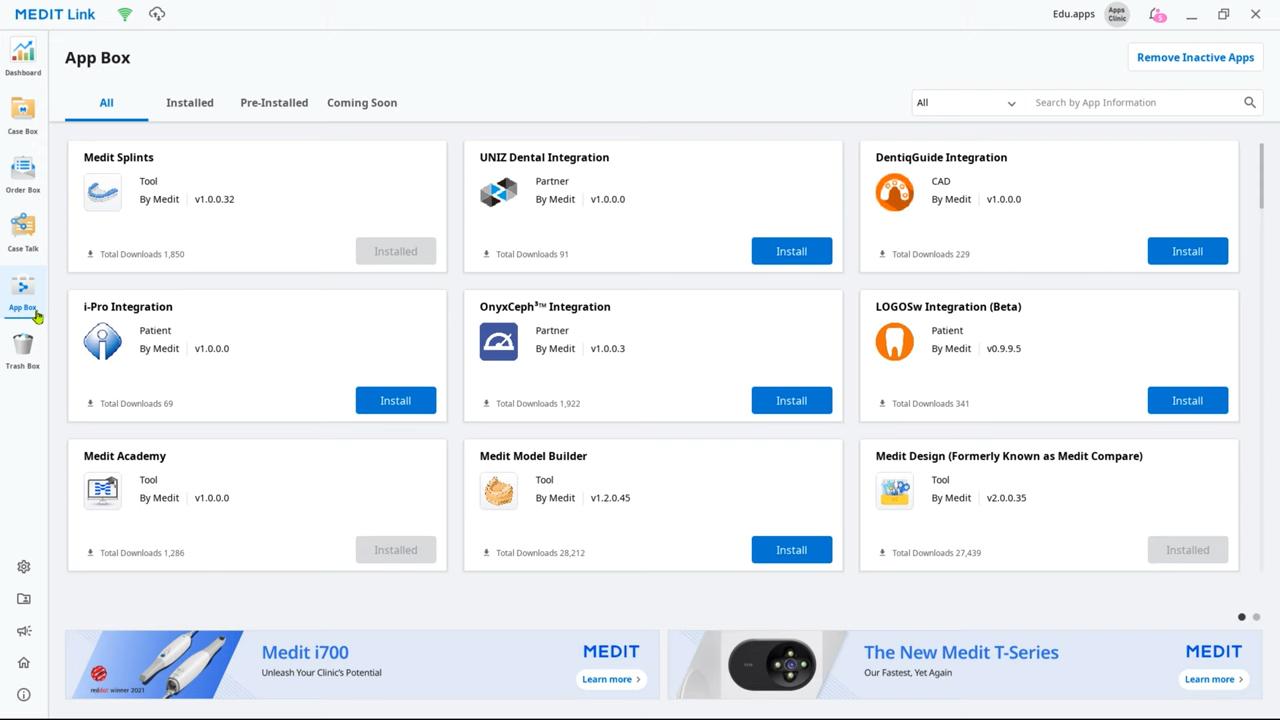 MEDIT Link
Edu.apps
Apps
Clinic
5
Dashboard
Case Box
Order Box
Case Talk
App Box
Trash Box
App Box
Remove Inactive Apps
All
Installed
Pre-Installed
Coming Soon
All
Search by App Information
Medit Splints
Tool
By Medit
v1.0.0.32
Total Downloads 1,850
Installed
UNIZ Dental Integration
Partner
By Medit
v1.0.0.0
Total Downloads 91
Install
DentiqGuide Integration
CAD
By Medit
v1.0.0.0
Total Downloads 229
Install
i-Pro Integration
Patient
By Medit
v1.0.0.0
Total Downloads 69
Install
OnyxCeph³™ Integration
Partner
By Medit
v1.0.0.3
Total Downloads 1,922
Install
LOGOSw Integration (Beta)
Patient
By Medit
v0.9.9.5
Total Downloads 341
Install
Medit Academy
Tool
By Medit
v1.0.0.0
Total Downloads 1,286
Installed
Medit Model Builder
Tool
By Medit
v1.2.0.45
Total Downloads 28,212
Install
Medit Design (Formerly Known as Medit Compare)
Tool
By Medit
v2.0.0.35
Total Downloads 27,439
Installed
reddot winner 2021
Medit i700
Unleash Your Clinic's Potential
MEDIT
Learn more
The New Medit T-Series
Our Fastest, Yet Again
MEDIT
Learn more